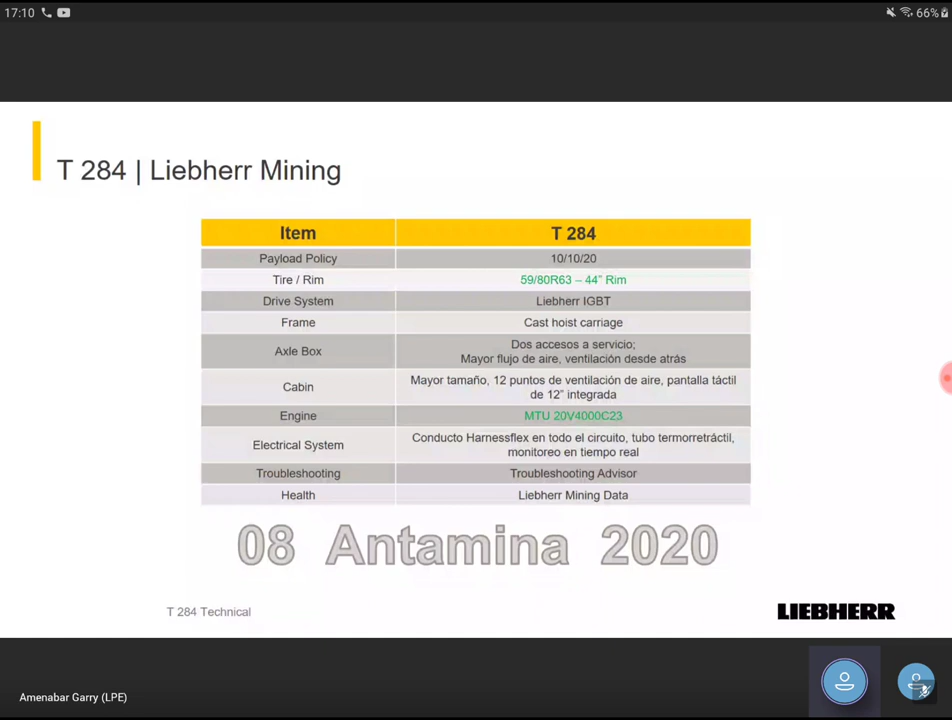 17:10
66%
T 284 | Liebherr Mining
Item T 284
Payload Policy 10/10/20
Tire / Rim 59/80R63 – 44” Rim
Drive System Liebherr IGBT
Frame Cast hoist carriage
Axle Box Dos accesos a servicio;
Mayor flujo de aire, ventilación desde atrás
Cabin Mayor tamaño, 12 puntos de ventilación de aire, pantalla táctil
de 12” integrada
Engine MTU 20V4000C23
Electrical System Conducto Harnessflex en todo el circuito, tubo termorretráctil,
monitoreo en tiempo real
Troubleshooting Troubleshooting Advisor
Health Liebherr Mining Data
08 Antamina 2020
T 284 Technical
LIEBHERR
Amenabar Garry (LPE)